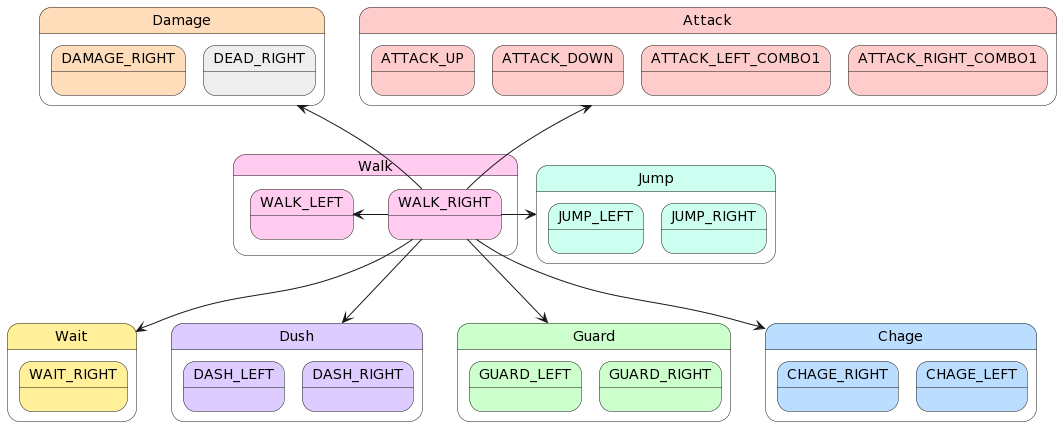 Damage
DAMAGE_RIGHT
DEAD_RIGHT
Attack
ATTACK_UP
ATTACK_DOWN
ATTACK_LEFT_COMBO1
ATTACK_RIGHT_COMBO1
Walk
WALK_LEFT
WALK_RIGHT
Jump
JUMP_LEFT
JUMP_RIGHT
Wait
WAIT_RIGHT
Dush
DASH_LEFT
DASH_RIGHT
Guard
GUARD_LEFT
GUARD_RIGHT
Chage
CHAGE_RIGHT
CHAGE_LEFT